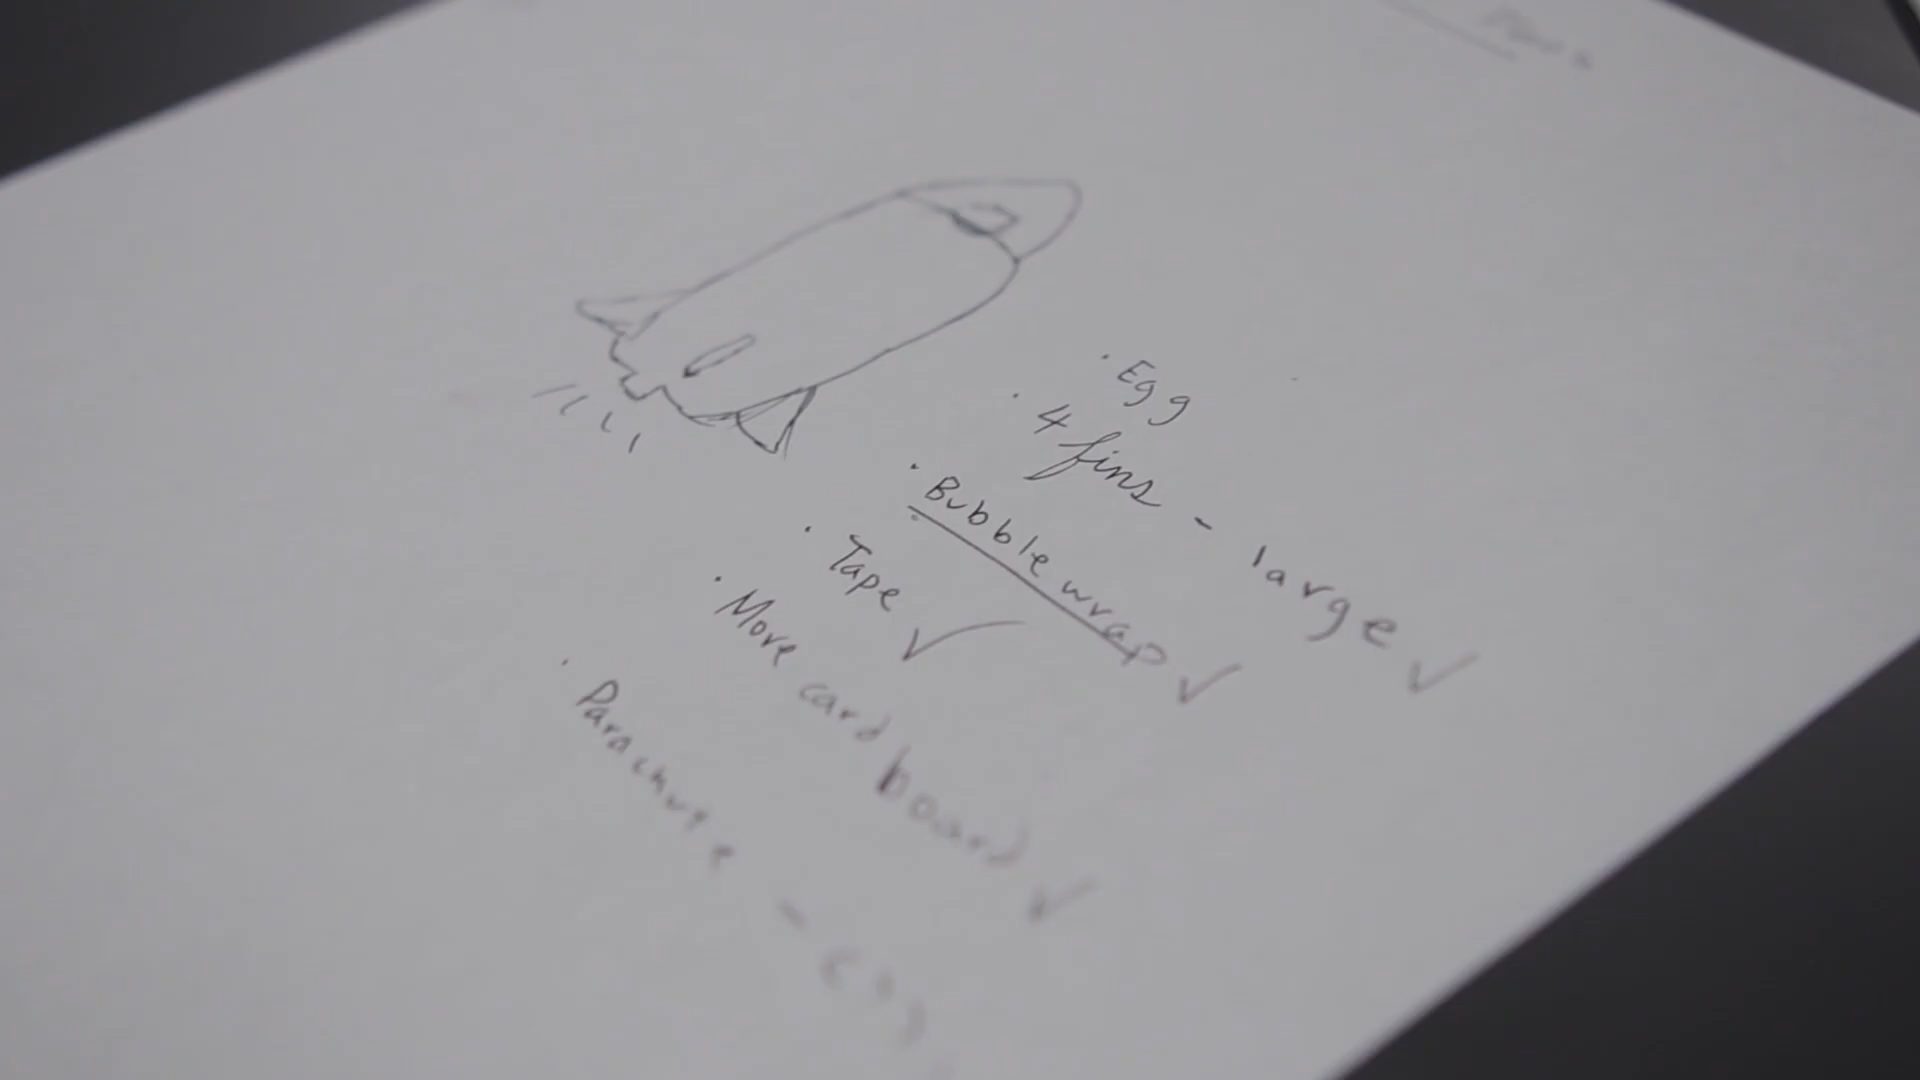 · Egg
· 4 fins - large ✓
· Bubble wrap ✓
· Tape ✓
· More cardboard ✓
· Parachute -